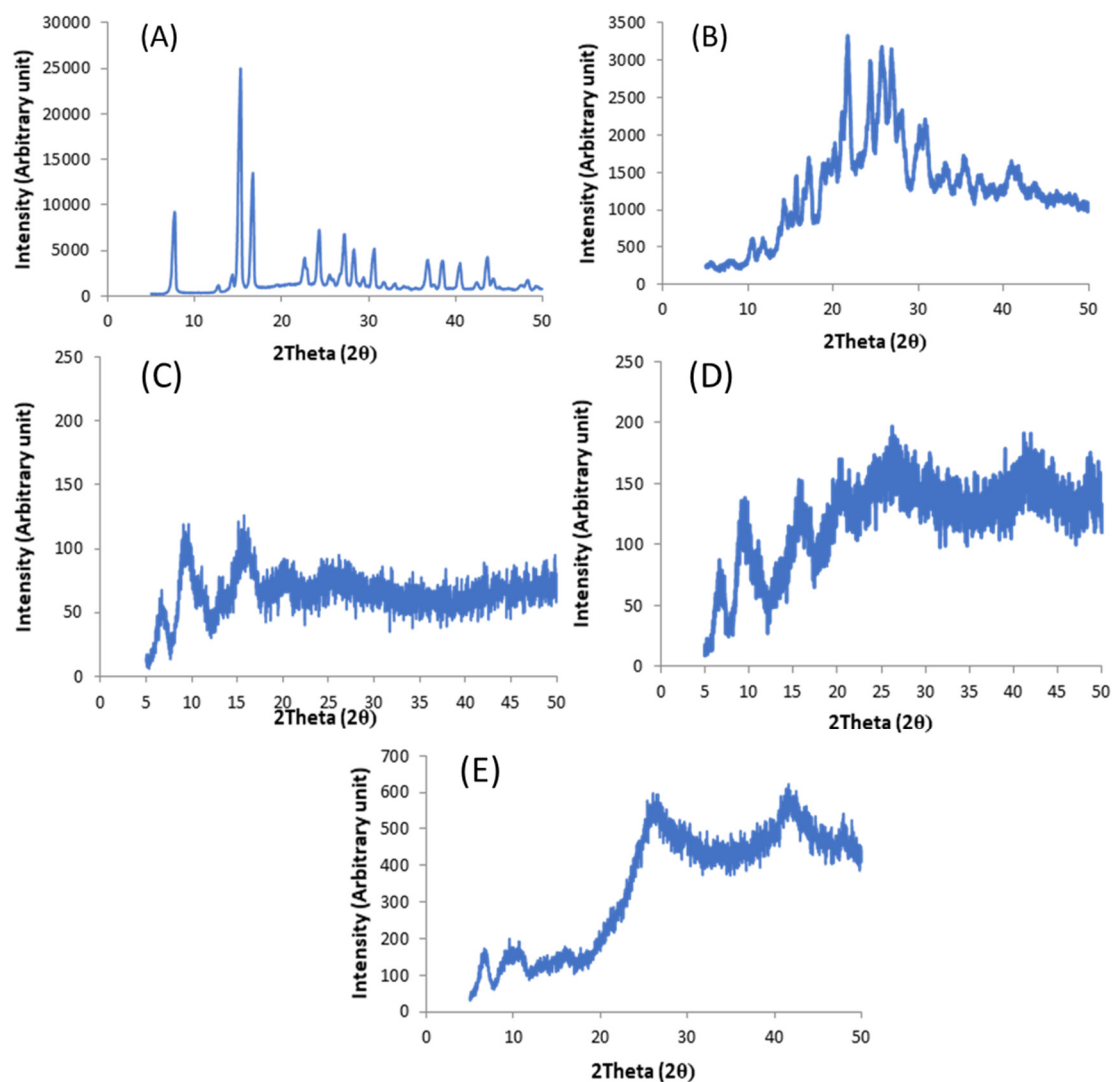 (A)
Intensity (Arbitrary unit)
30000
25000
20000
15000
10000
5000
0
10 20 30 40 50
2Theta (2θ)
(B)
Intensity (Arbitrary unit)
3500
3000
2500
2000
1500
1000
500
0
0 10 20 30 40 50
2Theta (2θ)
(C)
Intensity (Arbitrary unit)
250
200
150
100
50
0
0 5 10 15 20 25 30 35 40 45 50
2Theta (2θ)
(D)
Intensity (Arbitrary unit)
250
200
150
100
50
0
0 5 10 15 20 25 30 35 40 45 50
2Theta (2θ)
(E)
Intensity (Arbitrary unit)
700
600
500
400
300
200
100
0
0 10 20 30 40 50
2Theta (2θ)